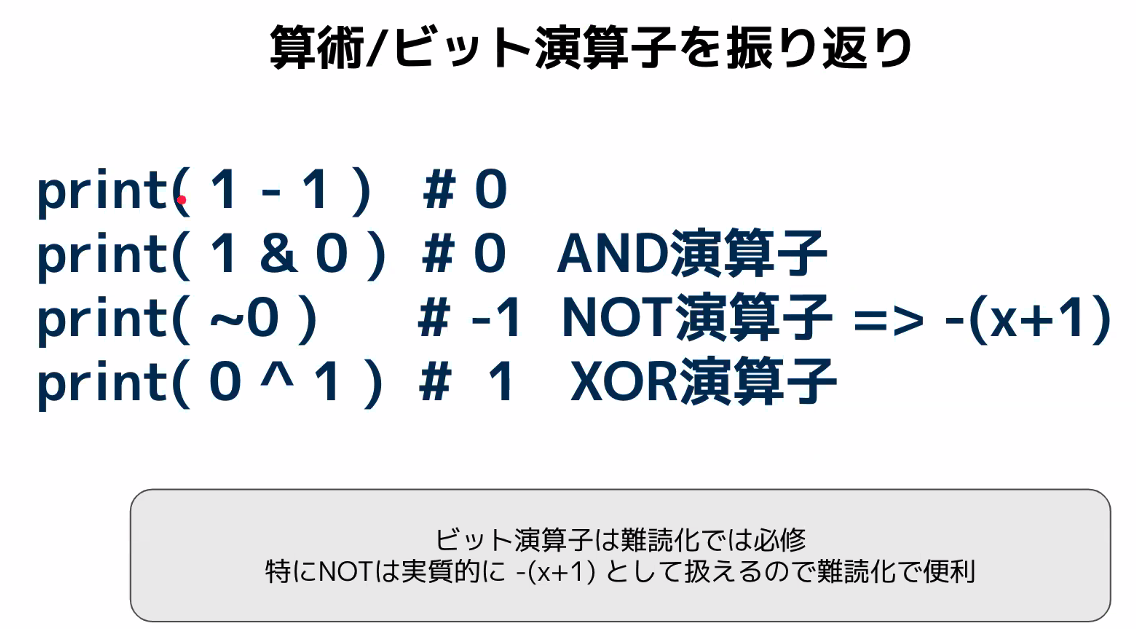 算術/ビット演算子を振り返り
print( 1 - 1 ) # 0
print( 1 & 0 ) # 0 AND演算子
print( ~0 ) # -1 NOT演算子 => -(x+1)
print( 0 ^ 1 ) # 1 XOR演算子
ビット演算子は難読化では必修
特にNOTは実質的に -(x+1) として扱えるので難読化で便利